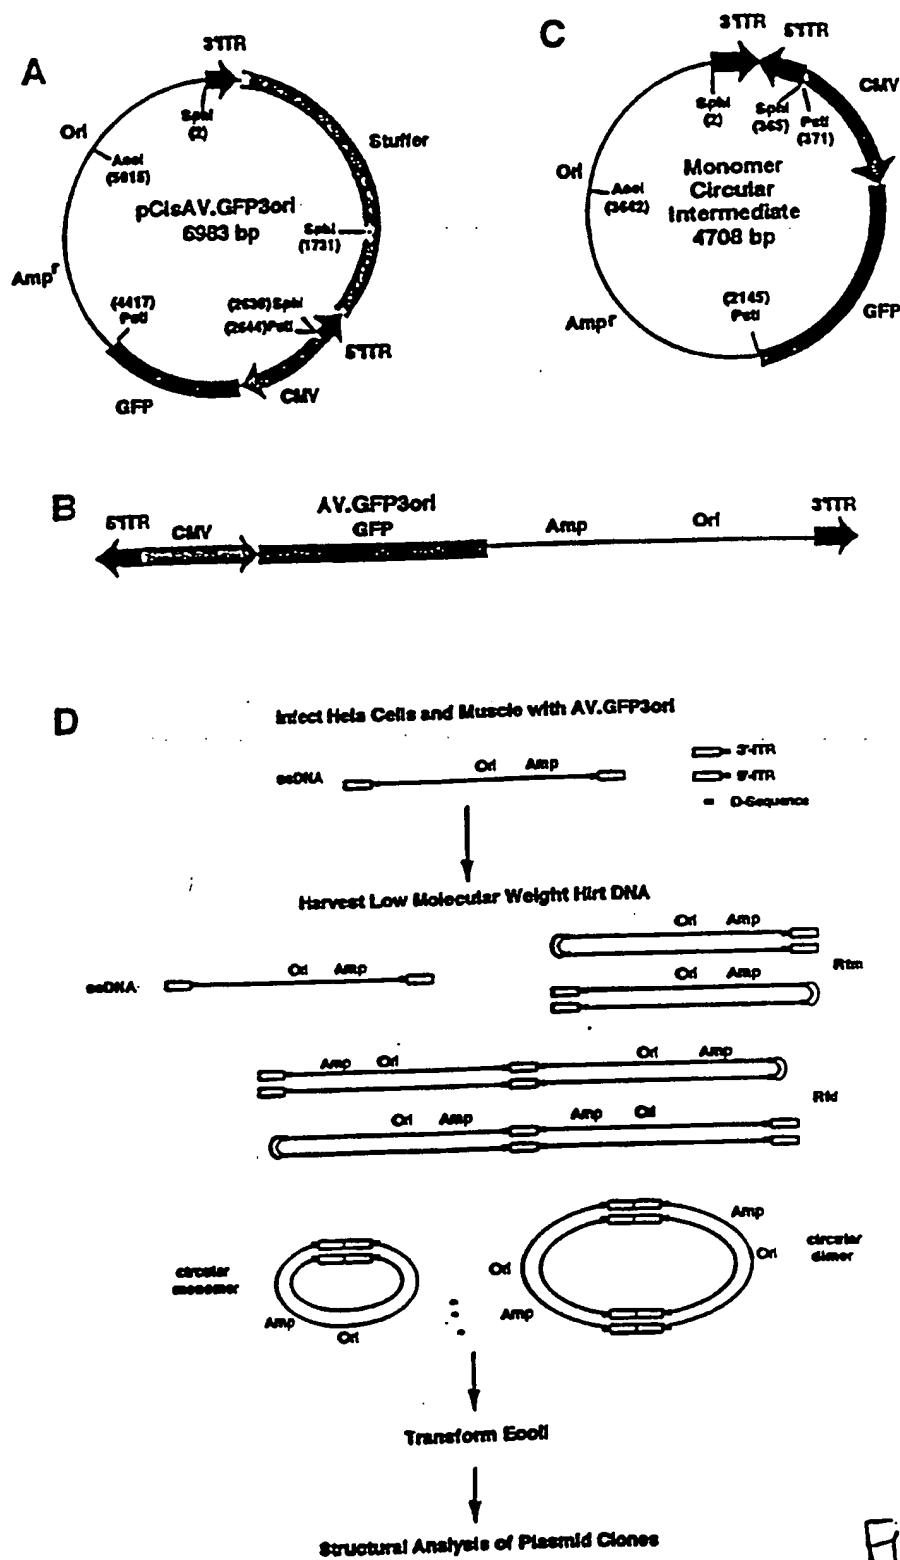 A
3'ITR
SphI
(2)
Ori
AseI
(5915)
Stuffer
pCisAV.GFP3ori
6983 bp
SphI
(1731)
Amp^r
(4417)
PstI
(2638) SphI
(2644) PstI
5'ITR
CMV
GFP
C
3'ITR
5'ITR
CMV
SphI
(2)
SphI
(365)
PstI
(371)
Ori
AseI
(3642)
Monomer
Circular
Intermediate
4708 bp
(2145)
PstI
Amp^r
GFP
B
AV.GFP3ori
5'ITR
CMV
GFP
Amp
Ori
3'ITR
D
Infect Hela Cells and Muscle with AV.GFP3ori
ssDNA
Ori Amp
3'-ITR
5'-ITR
D-Sequence
Harvest Low Molecular Weight Hirt DNA
ssDNA
Ori Amp
Ori Amp
Rfm
Ori Amp
Amp Ori
Ori Amp
Rfd
Ori Amp
Amp Ori
circular
monomer
Amp
Ori
Amp
Ori
Ori
Amp
circular
dimer
Transform Ecoli
Structural Analysis of Plasmid Clones